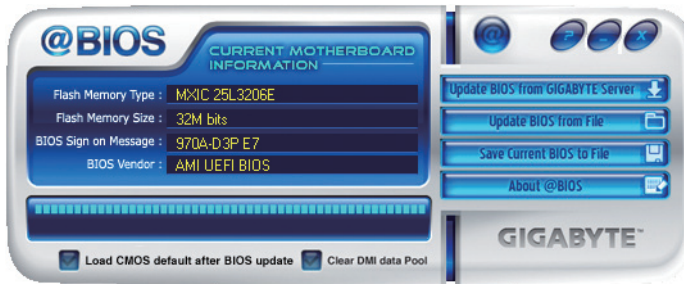 @BIOS
CURRENT MOTHERBOARD
INFORMATION
Flash Memory Type : MXIC 25L3206E
Flash Memory Size : 32M bits
BIOS Sign on Message : 970A-D3P E7
BIOS Vendor : AMI UEFI BIOS
Load CMOS default after BIOS update
Clear DMI data Pool
@
?
–
X
Update BIOS from GIGABYTE Server
Update BIOS from File
Save Current BIOS to File
About @BIOS
GIGABYTE™